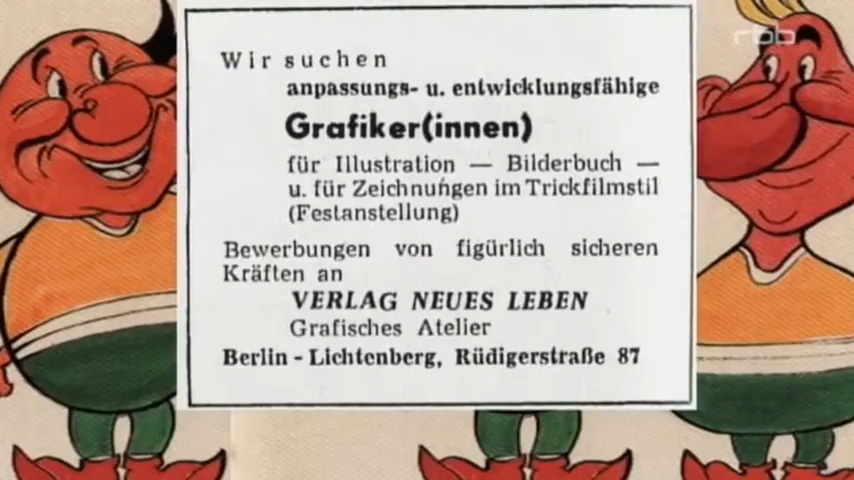 rbb
Wir suchen
anpassungs- u. entwicklungsfähige
Grafiker(innen)
für Illustration — Bilderbuch —
u. für Zeichnungen im Trickfilmstil
(Festanstellung)
Bewerbungen von figürlich sicheren
Kräften an
VERLAG NEUES LEBEN
Grafisches Atelier
Berlin - Lichtenberg, Rüdigerstraße 87